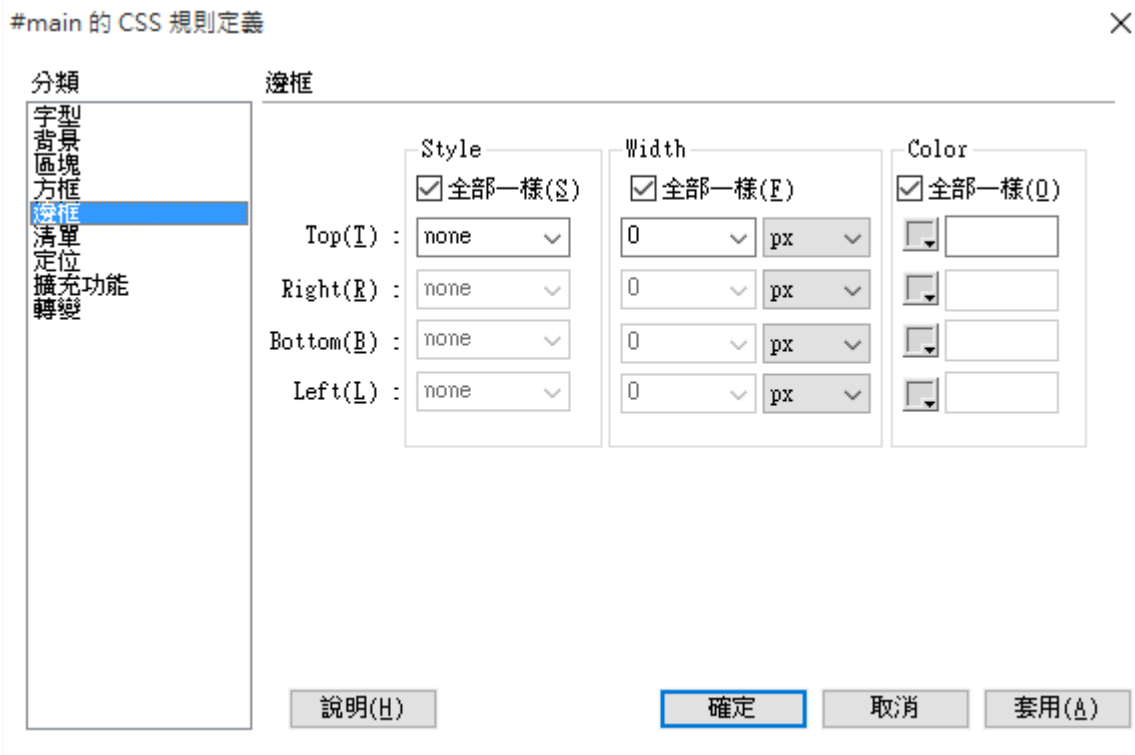 #main 的 CSS 規則定義
分類
字型
背景
區塊
方框
邊框
清單
定位
擴充功能
轉變
邊框
Style Width Color
全部一樣(S) 全部一樣(F) 全部一樣(O)
Top(T) : none 0 px
Right(R) : none 0 px
Bottom(B) : none 0 px
Left(L) : none 0 px
說明(H) 確定 取消 套用(A)